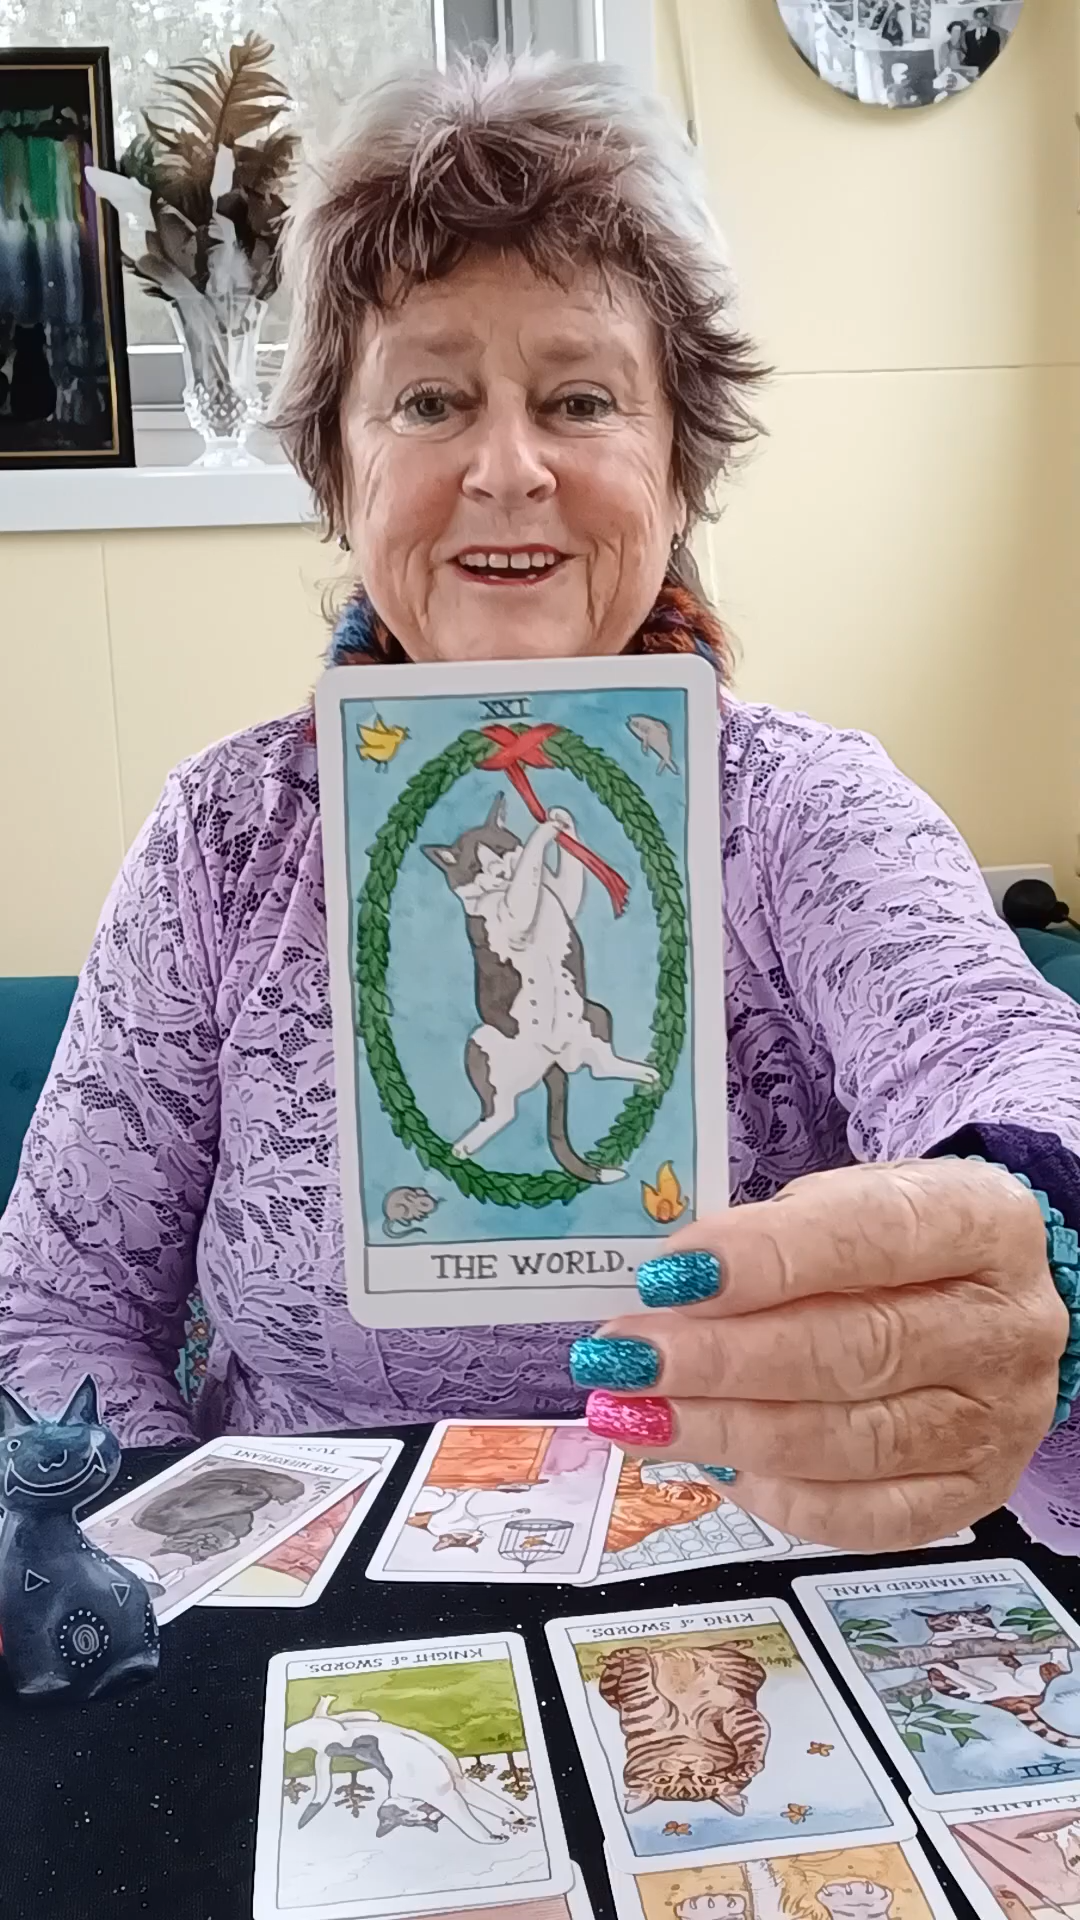 XXI
THE WORLD.
THE HIEROPHANT
KNIGHT of SWORDS.
KING of SWORDS.
THE HANGED MAN.
XII